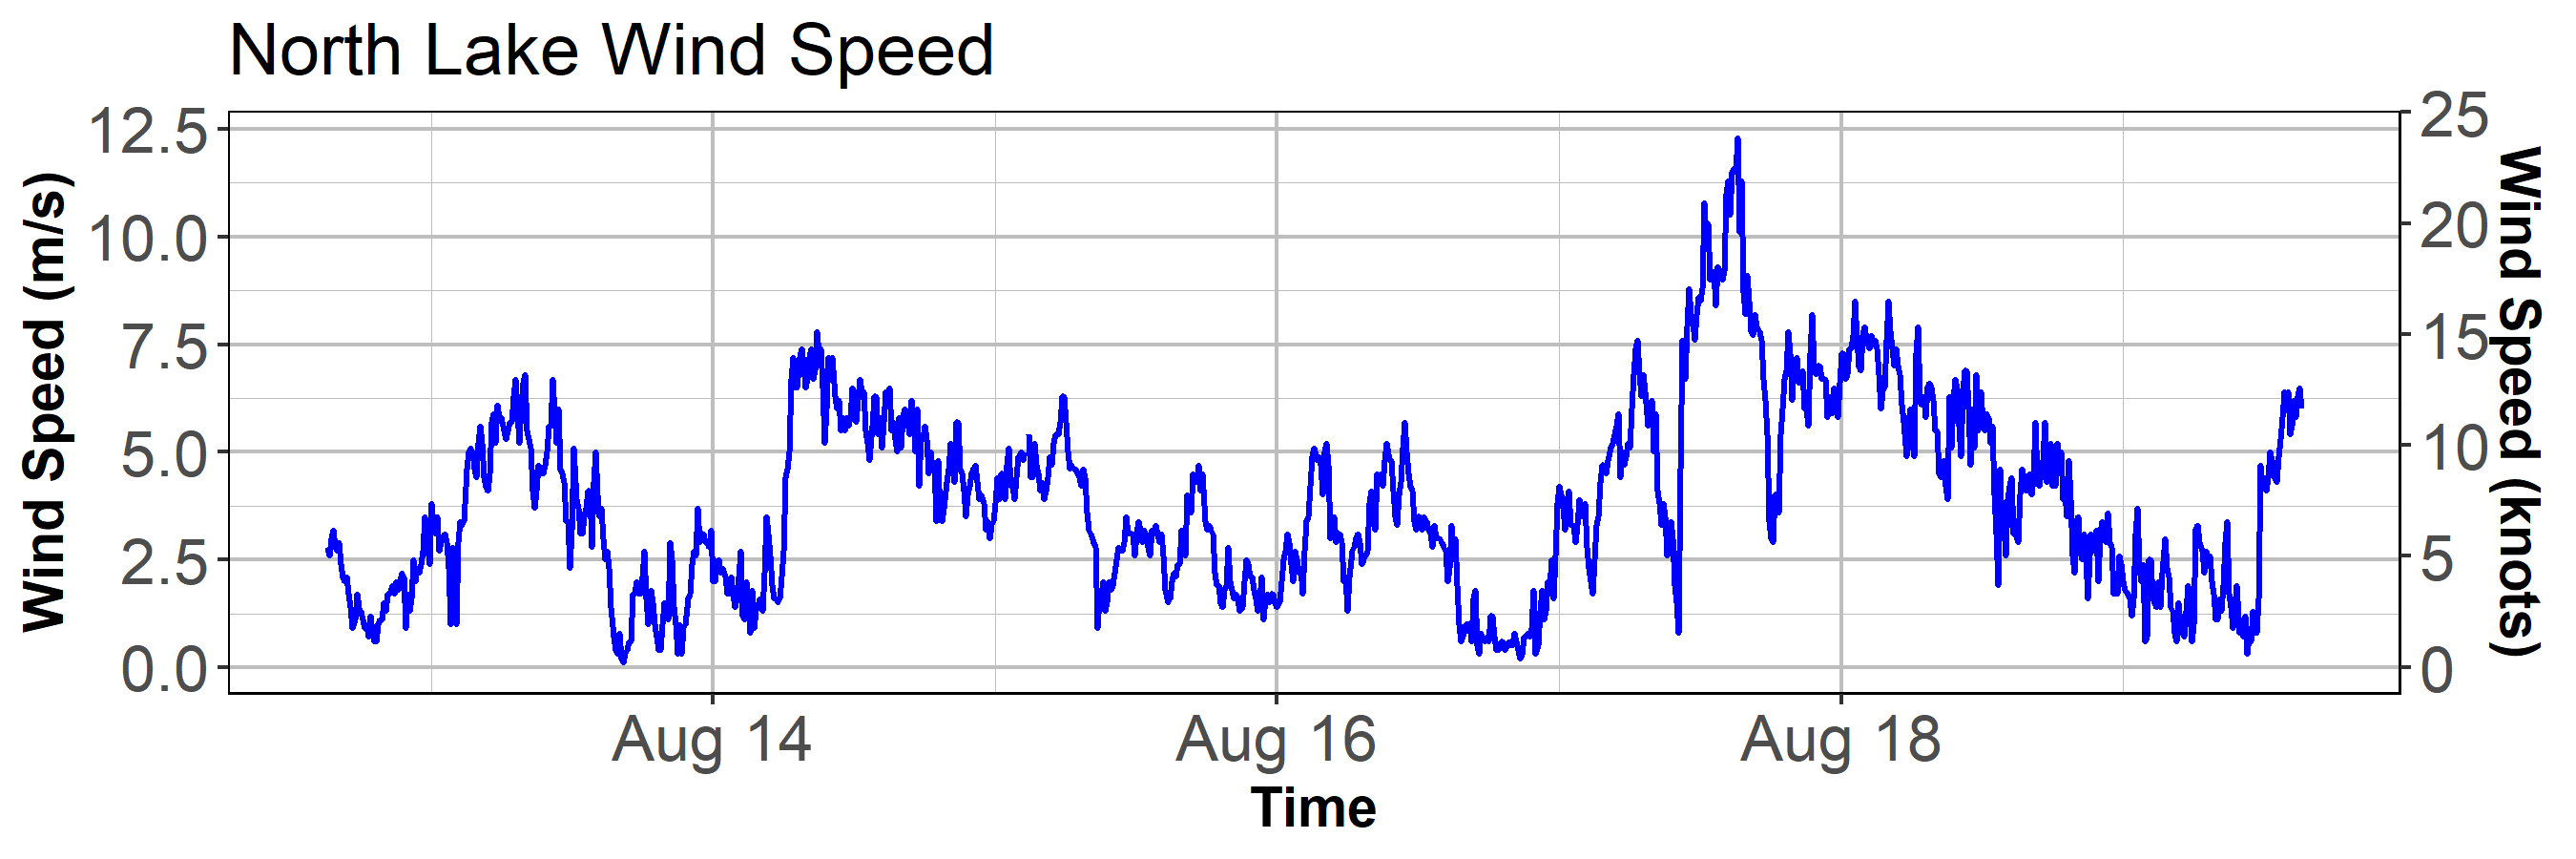 North Lake Wind Speed
Wind Speed (m/s)
12.5
10.0
7.5
5.0
2.5
0.0
25
20
15
10
5
0
Wind Speed (knots)
Aug 14
Aug 16
Aug 18
Time